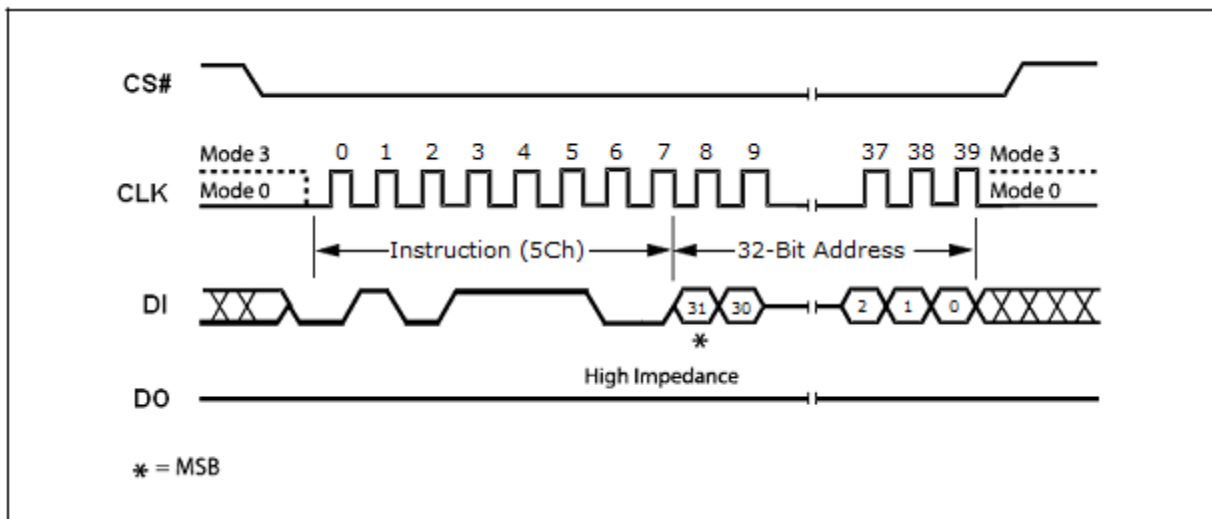 CS#
Mode 3 0 1 2 3 4 5 6 7 8 9 37 38 39 Mode 3
CLK Mode 0 Mode 0
Instruction (5Ch) 32-Bit Address
DI 31 30 2 1 0
*
High Impedance
DO
* = MSB